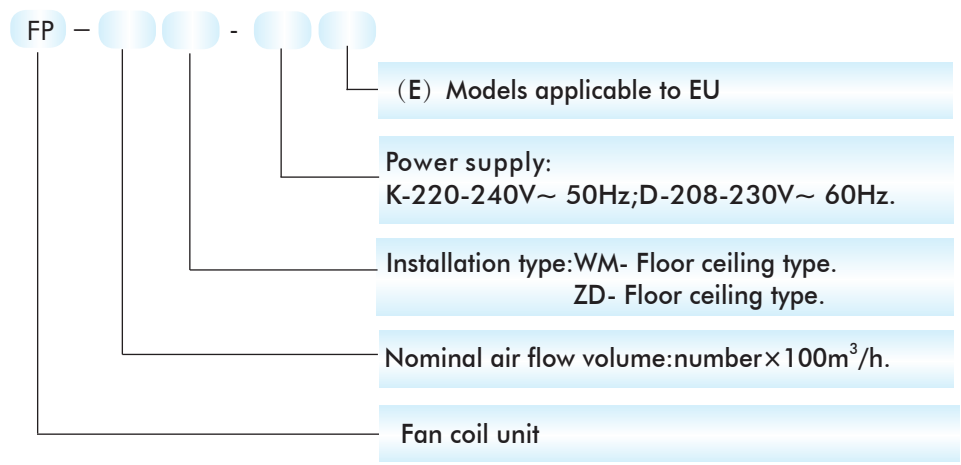 FP – -
（E）Models applicable to EU
Power supply:
K-220-240V~ 50Hz;D-208-230V~ 60Hz.
Installation type:WM- Floor ceiling type.
ZD- Floor ceiling type.
Nominal air flow volume:number×100m³/h.
Fan coil unit